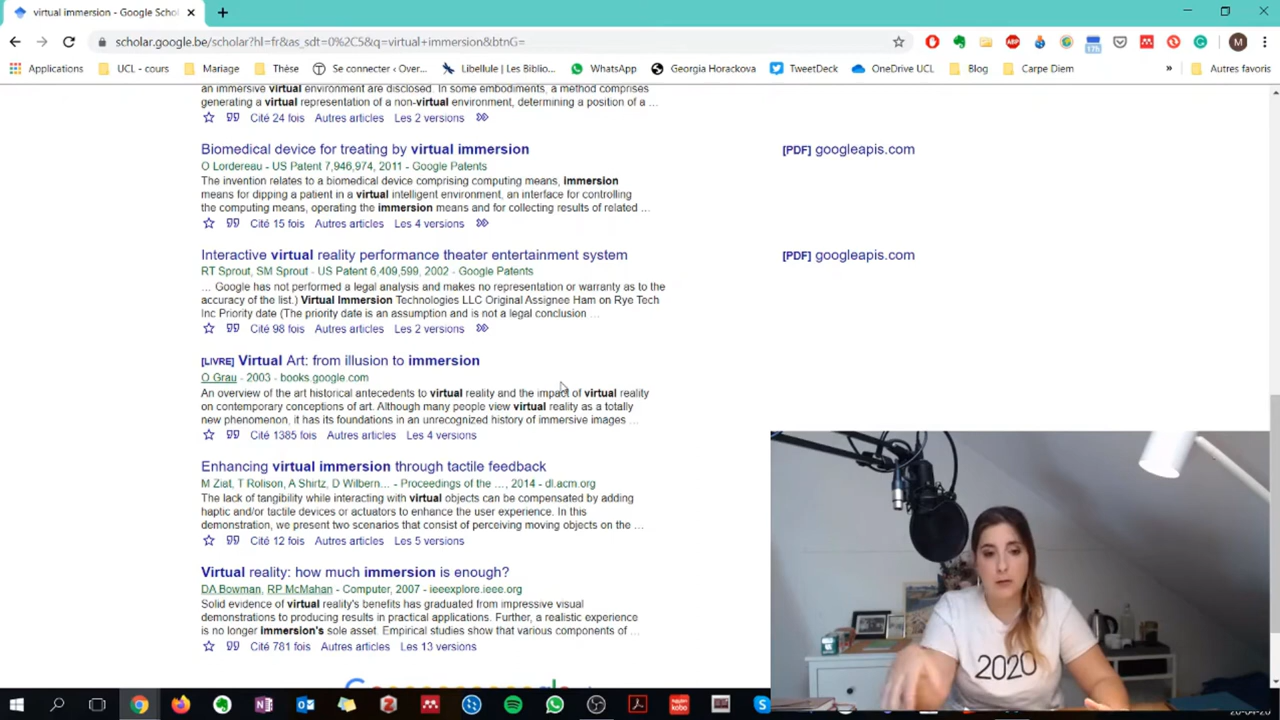 virtual immersion - Google Schol
scholar.google.be/scholar?hl=fr&as_sdt=0%2C5&q=virtual+immersion&btnG=
Applications UCL - cours Mariage Thèse Se connecter ‹ Over... Libellule | Les Biblio... WhatsApp Georgia Horackova TweetDeck OneDrive UCL Blog Carpe Diem » Autres favoris
an immersive virtual environment are disclosed. In some embodiments, a method comprises
generating a virtual representation of a non-virtual environment, determining a position of a ...
Cité 24 fois Autres articles Les 2 versions
Biomedical device for treating by virtual immersion [PDF] googleapis.com
O Lordereau - US Patent 7,946,974, 2011 - Google Patents
The invention relates to a biomedical device comprising computing means, immersion
means for dipping a patient in a virtual intelligent environment, an interface for controlling
the computing means, operating the immersion means and for collecting results of related ...
Cité 15 fois Autres articles Les 4 versions
Interactive virtual reality performance theater entertainment system [PDF] googleapis.com
RT Sprout, SM Sprout - US Patent 6,409,599, 2002 - Google Patents
... Google has not performed a legal analysis and makes no representation or warranty as to the
accuracy of the list.) Virtual Immersion Technologies LLC Original Assignee Ham on Rye Tech
Inc Priority date (The priority date is an assumption and is not a legal conclusion ...
Cité 98 fois Autres articles Les 2 versions
[LIVRE] Virtual Art: from illusion to immersion
O Grau - 2003 - books.google.com
An overview of the art historical antecedents to virtual reality and the impact of virtual reality
on contemporary conceptions of art. Although many people view virtual reality as a totally
new phenomenon, it has its foundations in an unrecognized history of immersive images ...
Cité 1385 fois Autres articles Les 4 versions
Enhancing virtual immersion through tactile feedback
M Ziat, T Rolison, A Shirtz, D Wilbern... - Proceedings of the ..., 2014 - dl.acm.org
The lack of tangibility while interacting with virtual objects can be compensated by adding
haptic and/or tactile devices or actuators to enhance the user experience. In this
demonstration, we present two scenarios that consist of perceiving moving objects on the ...
Cité 12 fois Autres articles Les 5 versions
Virtual reality: how much immersion is enough?
DA Bowman, RP McMahan - Computer, 2007 - ieeexplore.ieee.org
Solid evidence of virtual reality's benefits has graduated from impressive visual
demonstrations to producing results in practical applications. Further, a realistic experience
is no longer immersion's sole asset. Empirical studies show that various components of ...
Cité 781 fois Autres articles Les 13 versions
2020